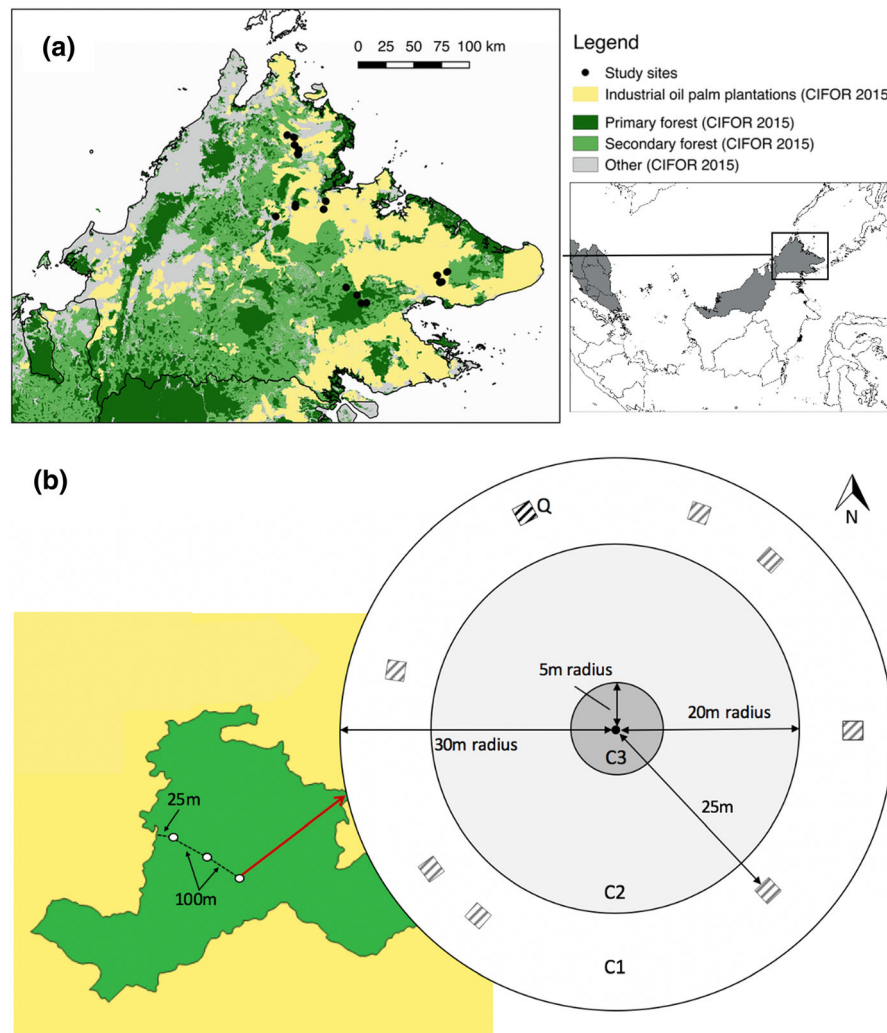 (a)
0 25 50 75 100 km
Legend
Study sites
Industrial oil palm plantations (CIFOR 2015
Primary forest (CIFOR 2015)
Secondary forest (CIFOR 2015)
Other (CIFOR 2015)
(b)
Q
N
5m radius
20m radius
30m radius
C3
25m
25m
100m
C2
C1